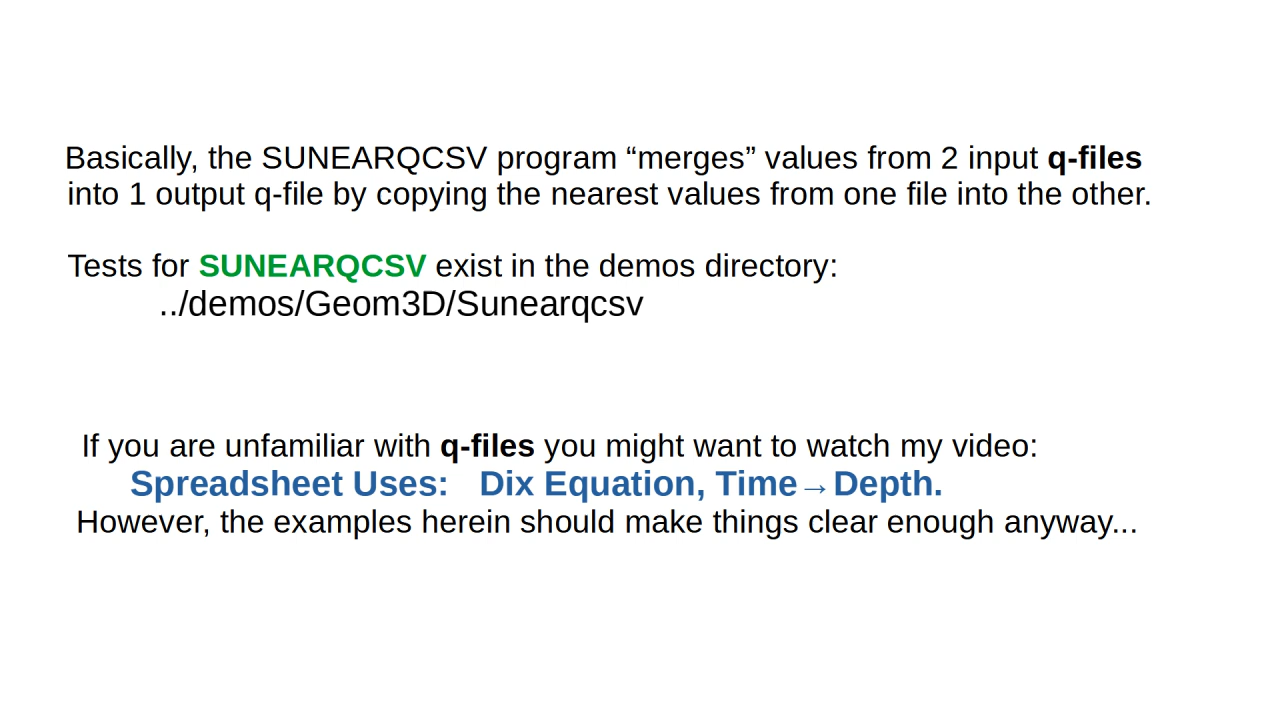 Basically, the SUNEARQCSV program “merges” values from 2 input q-files
into 1 output q-file by copying the nearest values from one file into the other.
Tests for SUNEARQCSV exist in the demos directory:
../demos/Geom3D/Sunearqcsv
If you are unfamiliar with q-files you might want to watch my video:
Spreadsheet Uses:   Dix Equation, Time→Depth.
However, the examples herein should make things clear enough anyway...